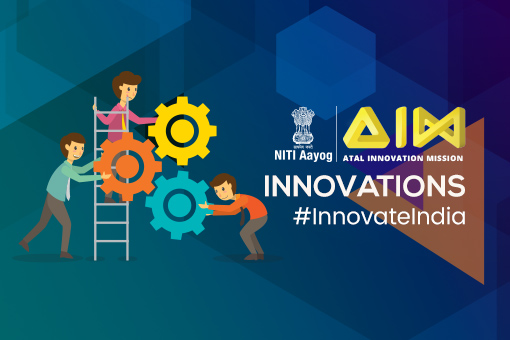 AIM
NITI Aayog
ATAL INNOVATION MISSION
INNOVATIONS
#InnovateIndia